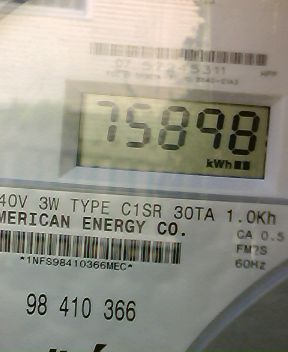 75898
kWh
40V 3W TYPE C1SR 30TA 1.0Kh
MERICAN ENERGY CO.
CA 0.5
FM2S
60Hz
*1NFS98410366MEC*
98 410 366